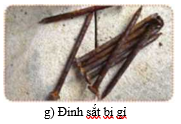 g) Đinh sắt bị gỉ